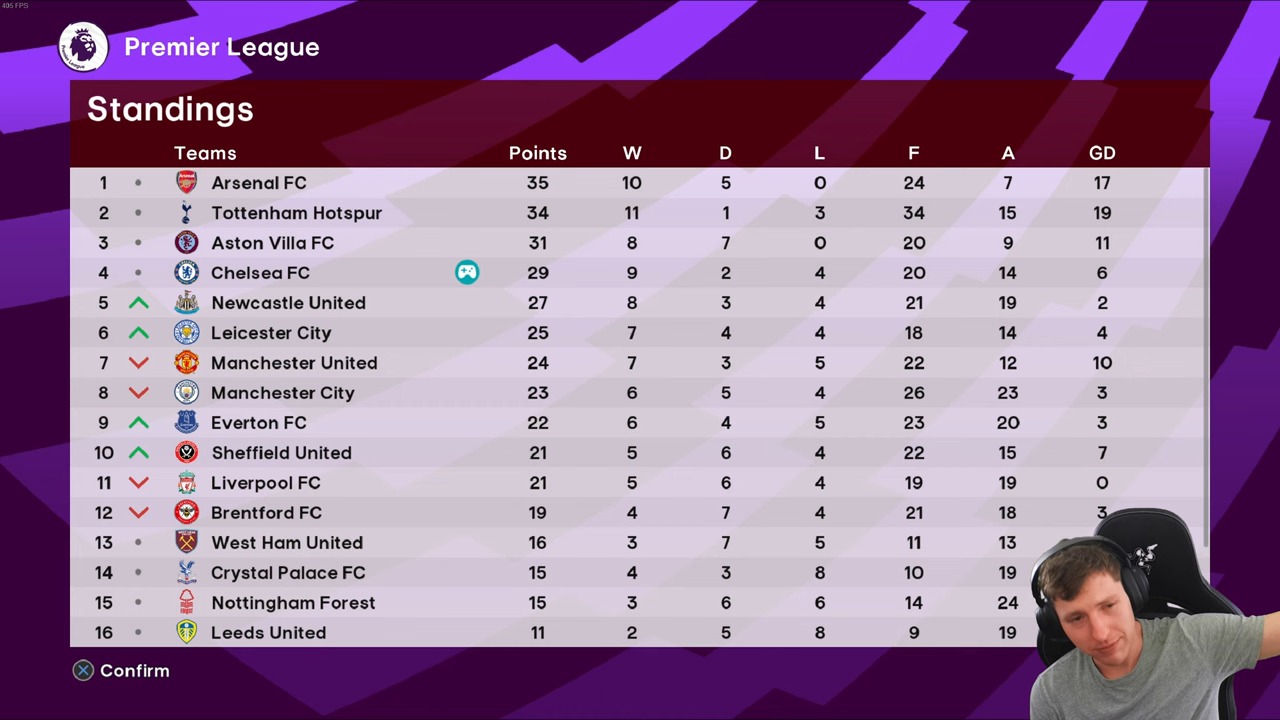 405 FPS
Premier League
Standings
Teams Points W D L F A GD
1 Arsenal FC 35 10 5 0 24 7 17
2 Tottenham Hotspur 34 11 1 3 34 15 19
3 Aston Villa FC 31 8 7 0 20 9 11
4 Chelsea FC 29 9 2 4 20 14 6
5 Newcastle United 27 8 3 4 21 19 2
6 Leicester City 25 7 4 4 18 14 4
7 Manchester United 24 7 3 5 22 12 10
8 Manchester City 23 6 5 4 26 23 3
9 Everton FC 22 6 4 5 23 20 3
10 Sheffield United 21 5 6 4 22 15 7
11 Liverpool FC 21 5 6 4 19 19 0
12 Brentford FC 19 4 7 4 21 18 3
13 West Ham United 16 3 7 5 11 13
14 Crystal Palace FC 15 4 3 8 10 19
15 Nottingham Forest 15 3 6 6 14 24
16 Leeds United 11 2 5 8 9 19
Confirm